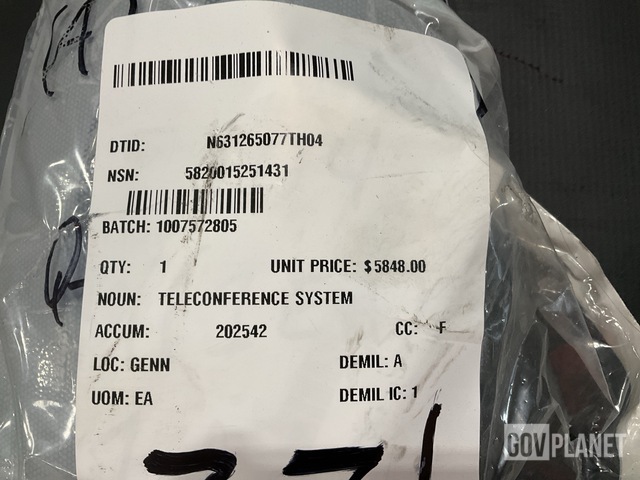 DTID: N631265077TH04
NSN: 5820015251431
BATCH: 1007572805
QTY: 1 UNIT PRICE: $5848.00
NOUN: TELECONFERENCE SYSTEM
ACCUM: 202542 CC: F
LOC: GENN DEMIL: A
UOM: EA DEMIL IC: 1
GOVPLANET